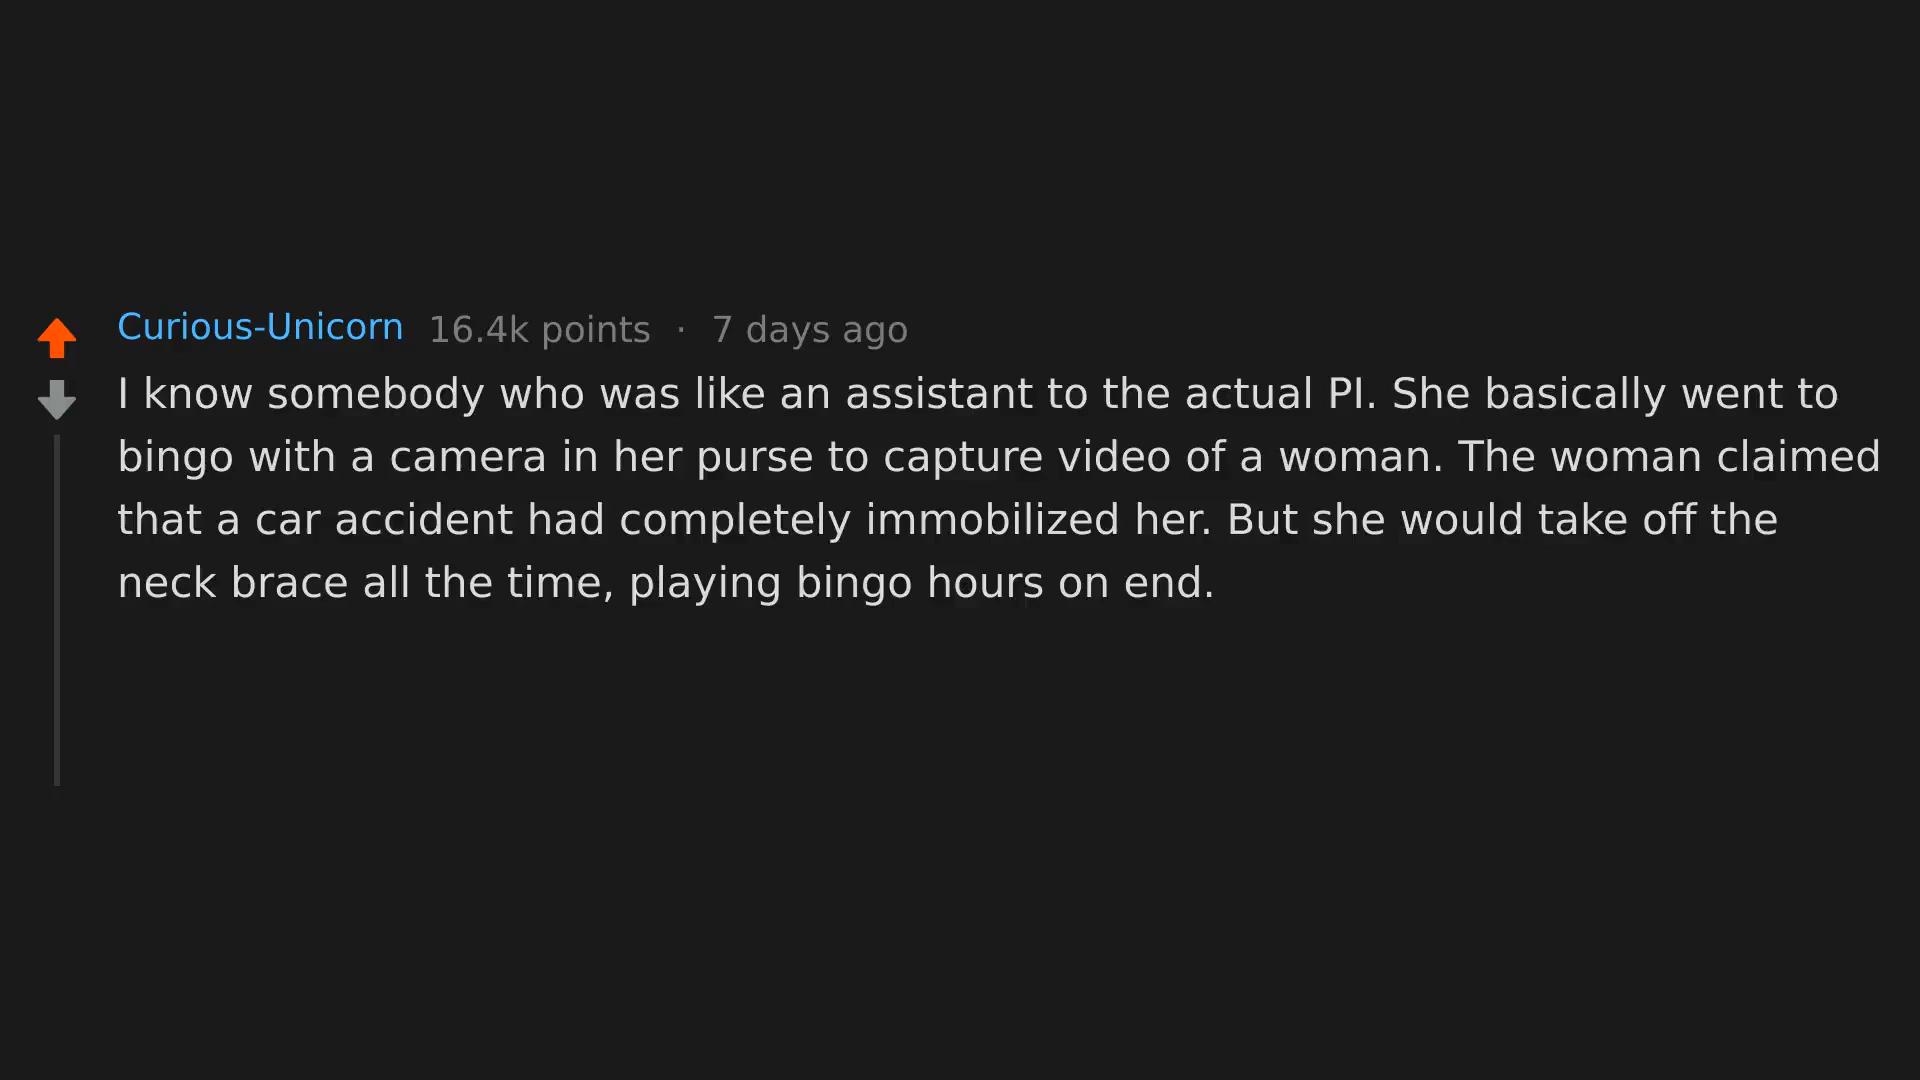 Curious-Unicorn 16.4k points · 7 days ago
I know somebody who was like an assistant to the actual PI. She basically went to
bingo with a camera in her purse to capture video of a woman. The woman claimed
that a car accident had completely immobilized her. But she would take off the
neck brace all the time, playing bingo hours on end.